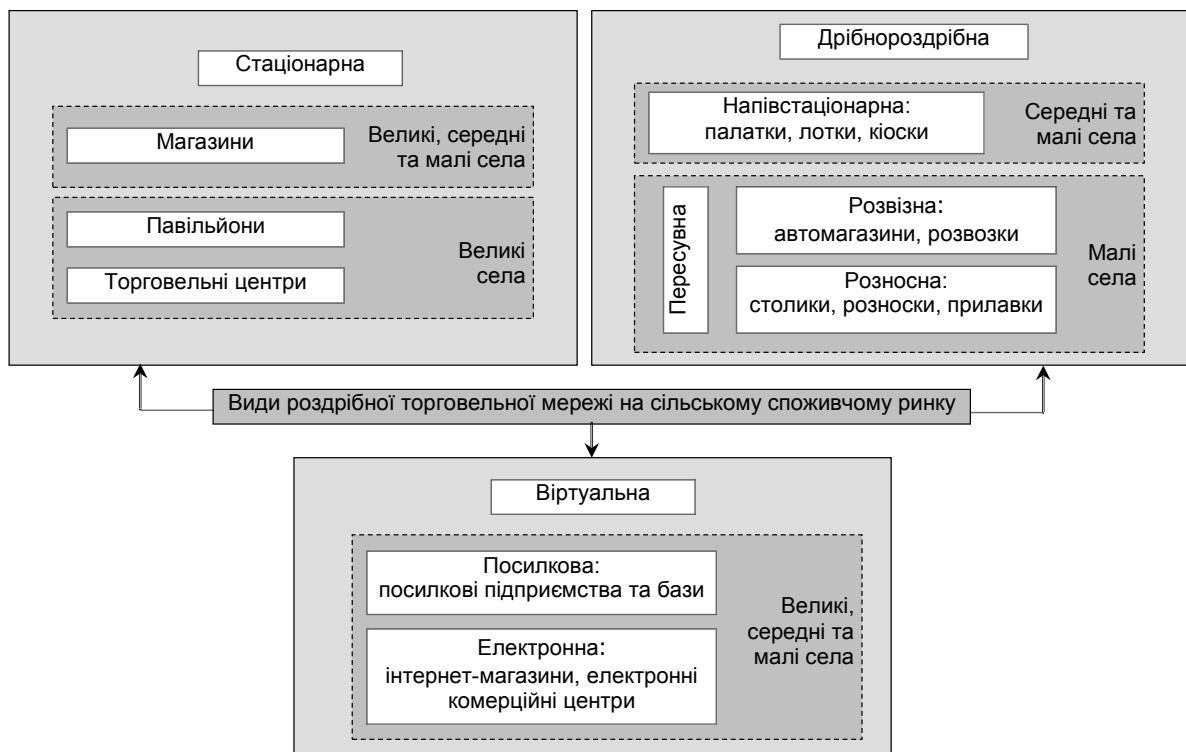 Стаціонарна
Магазини
Великі, середні
та малі села
Павільйони
Торговельні центри
Великі
села
Дрібнороздрібна
Напівстаціонарна:
палатки, лотки, кіоски
Середні та
малі села
Пересувна
Розвізна:
автомагазини, розвозки
Розносна:
столики, розноски, прилавки
Малі
села
Види роздрібної торговельної мережі на сільському споживчому ринку
Віртуальна
Посилкова:
посилкові підприємства та бази
Електронна:
інтернет-магазини, електронні
комерційні центри
Великі,
середні та
малі села